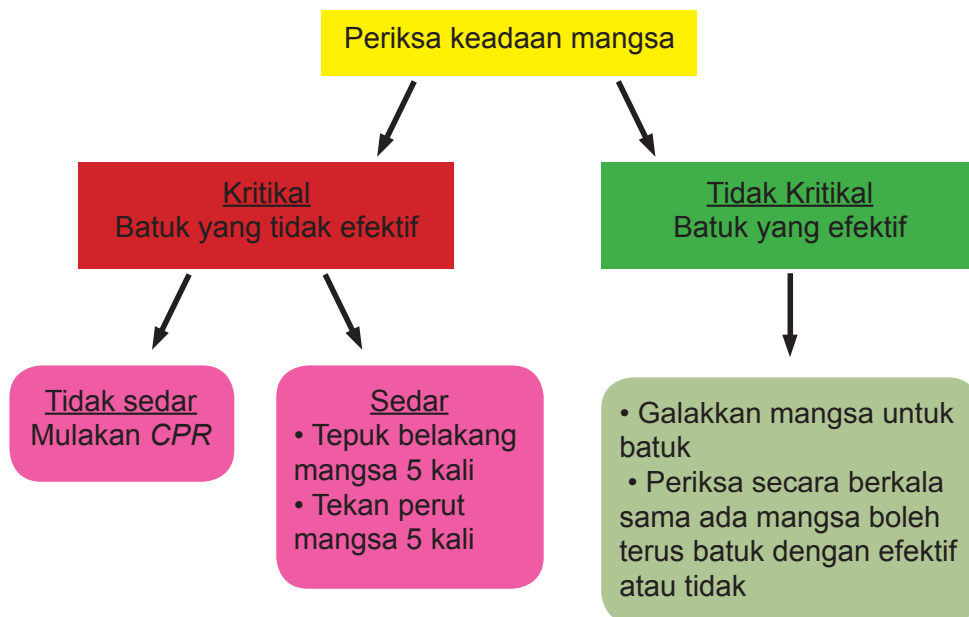 Periksa keadaan mangsa
Kritikal
Batuk yang tidak efektif
Tidak Kritikal
Batuk yang efektif
Tidak sedar
Mulakan CPR
Sedar
• Tepuk belakang
mangsa 5 kali
• Tekan perut
mangsa 5 kali
• Galakkan mangsa untuk
batuk
• Periksa secara berkala
sama ada mangsa boleh
terus batuk dengan efektif
atau tidak